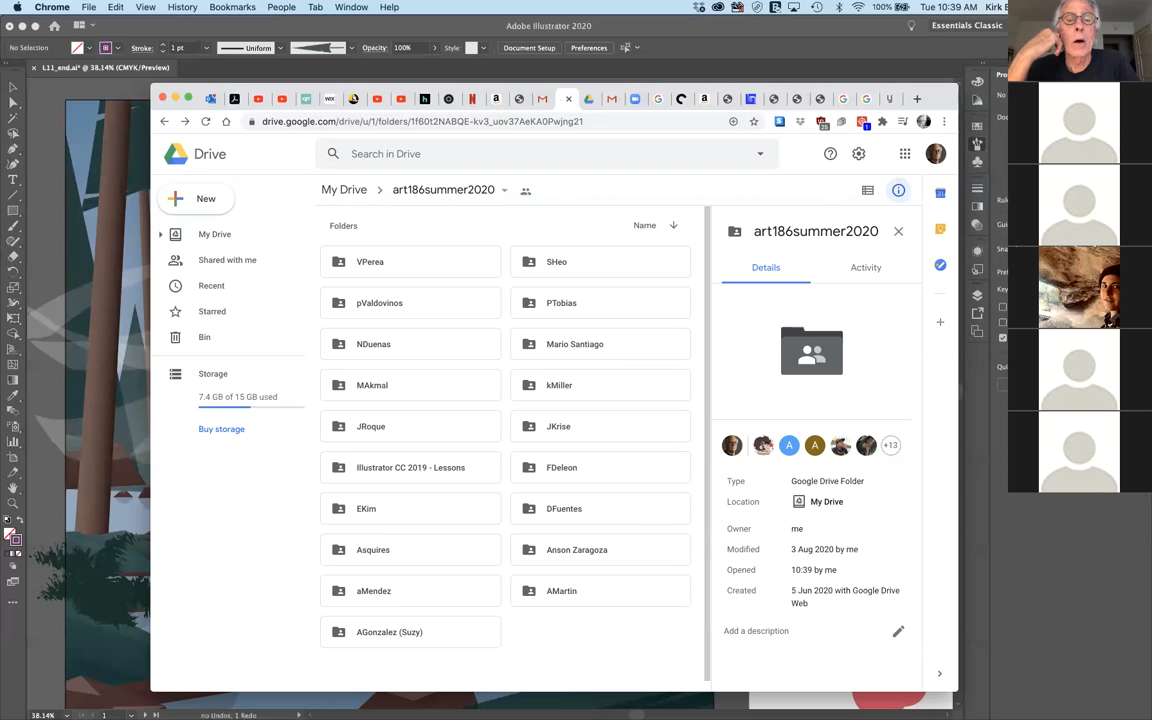 Chrome File Edit View History Bookmarks People Tab Window Help
100% Tue 10:39 AM Kirk
Adobe Illustrator 2020
Essentials Classic
No Selection Stroke: 1 pt Uniform Opacity: 100% Style: Document Setup Preferences
× L11_end.ai* @ 38.14% (CMYK/Preview)
drive.google.com/drive/u/1/folders/1f60t2NABQE-kv3_uov37AeKA0Pwjng21
Drive
Search in Drive
New
My Drive
Shared with me
Recent
Starred
Bin
Storage
7.4 GB of 15 GB used
Buy storage
My Drive > art186summer2020
Folders Name
VPerea SHeo
pValdovinos PTobias
NDuenas Mario Santiago
MAkmal kMiller
JRoque JKrise
Illustrator CC 2019 - Lessons FDeleon
EKim DFuentes
Asquires Anson Zaragoza
aMendez AMartin
AGonzalez (Suzy)
art186summer2020
Details Activity
A A +13
Type Google Drive Folder
Location My Drive
Owner me
Modified 3 Aug 2020 by me
Opened 10:39 by me
Created 5 Jun 2020 with Google Drive
Web
Add a description
38.14% 1 no Undos, 1 Redo